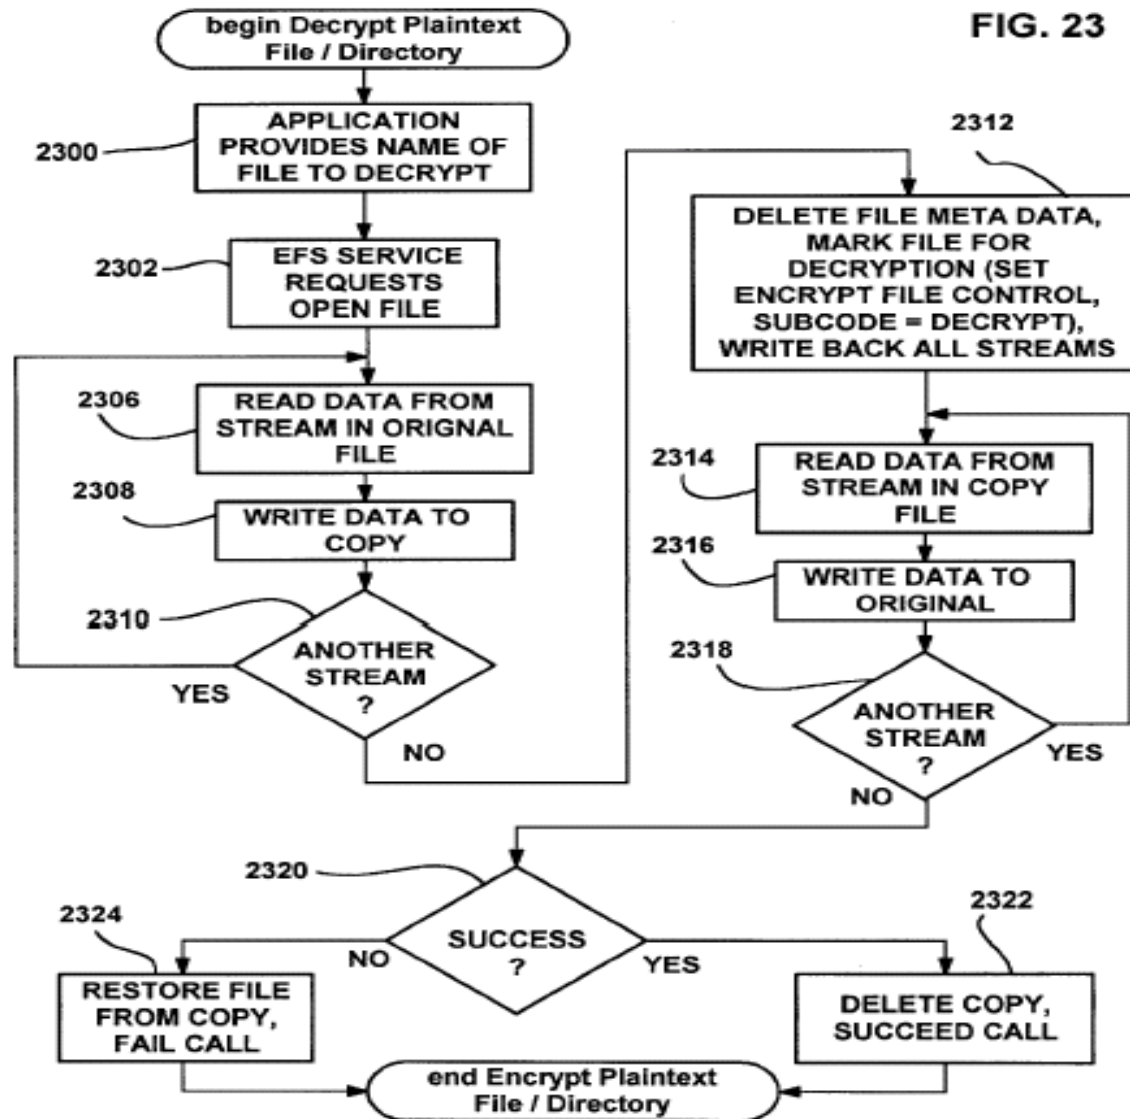 FIG. 23
begin Decrypt Plaintext
File / Directory
2300
APPLICATION
PROVIDES NAME OF
FILE TO DECRYPT
2302
EFS SERVICE
REQUESTS
OPEN FILE
2306
READ DATA FROM
STREAM IN ORIGNAL
FILE
2308
WRITE DATA TO
COPY
2310
ANOTHER
STREAM
?
YES
NO
2312
DELETE FILE META DATA,
MARK FILE FOR
DECRYPTION (SET
ENCRYPT FILE CONTROL,
SUBCODE = DECRYPT),
WRITE BACK ALL STREAMS
2314
READ DATA FROM
STREAM IN COPY
FILE
2316
WRITE DATA TO
ORIGINAL
2318
ANOTHER
STREAM
?
YES
NO
2320
SUCCESS
?
NO
YES
2324
RESTORE FILE
FROM COPY,
FAIL CALL
2322
DELETE COPY,
SUCCEED CALL
end Encrypt Plaintext
File / Directory